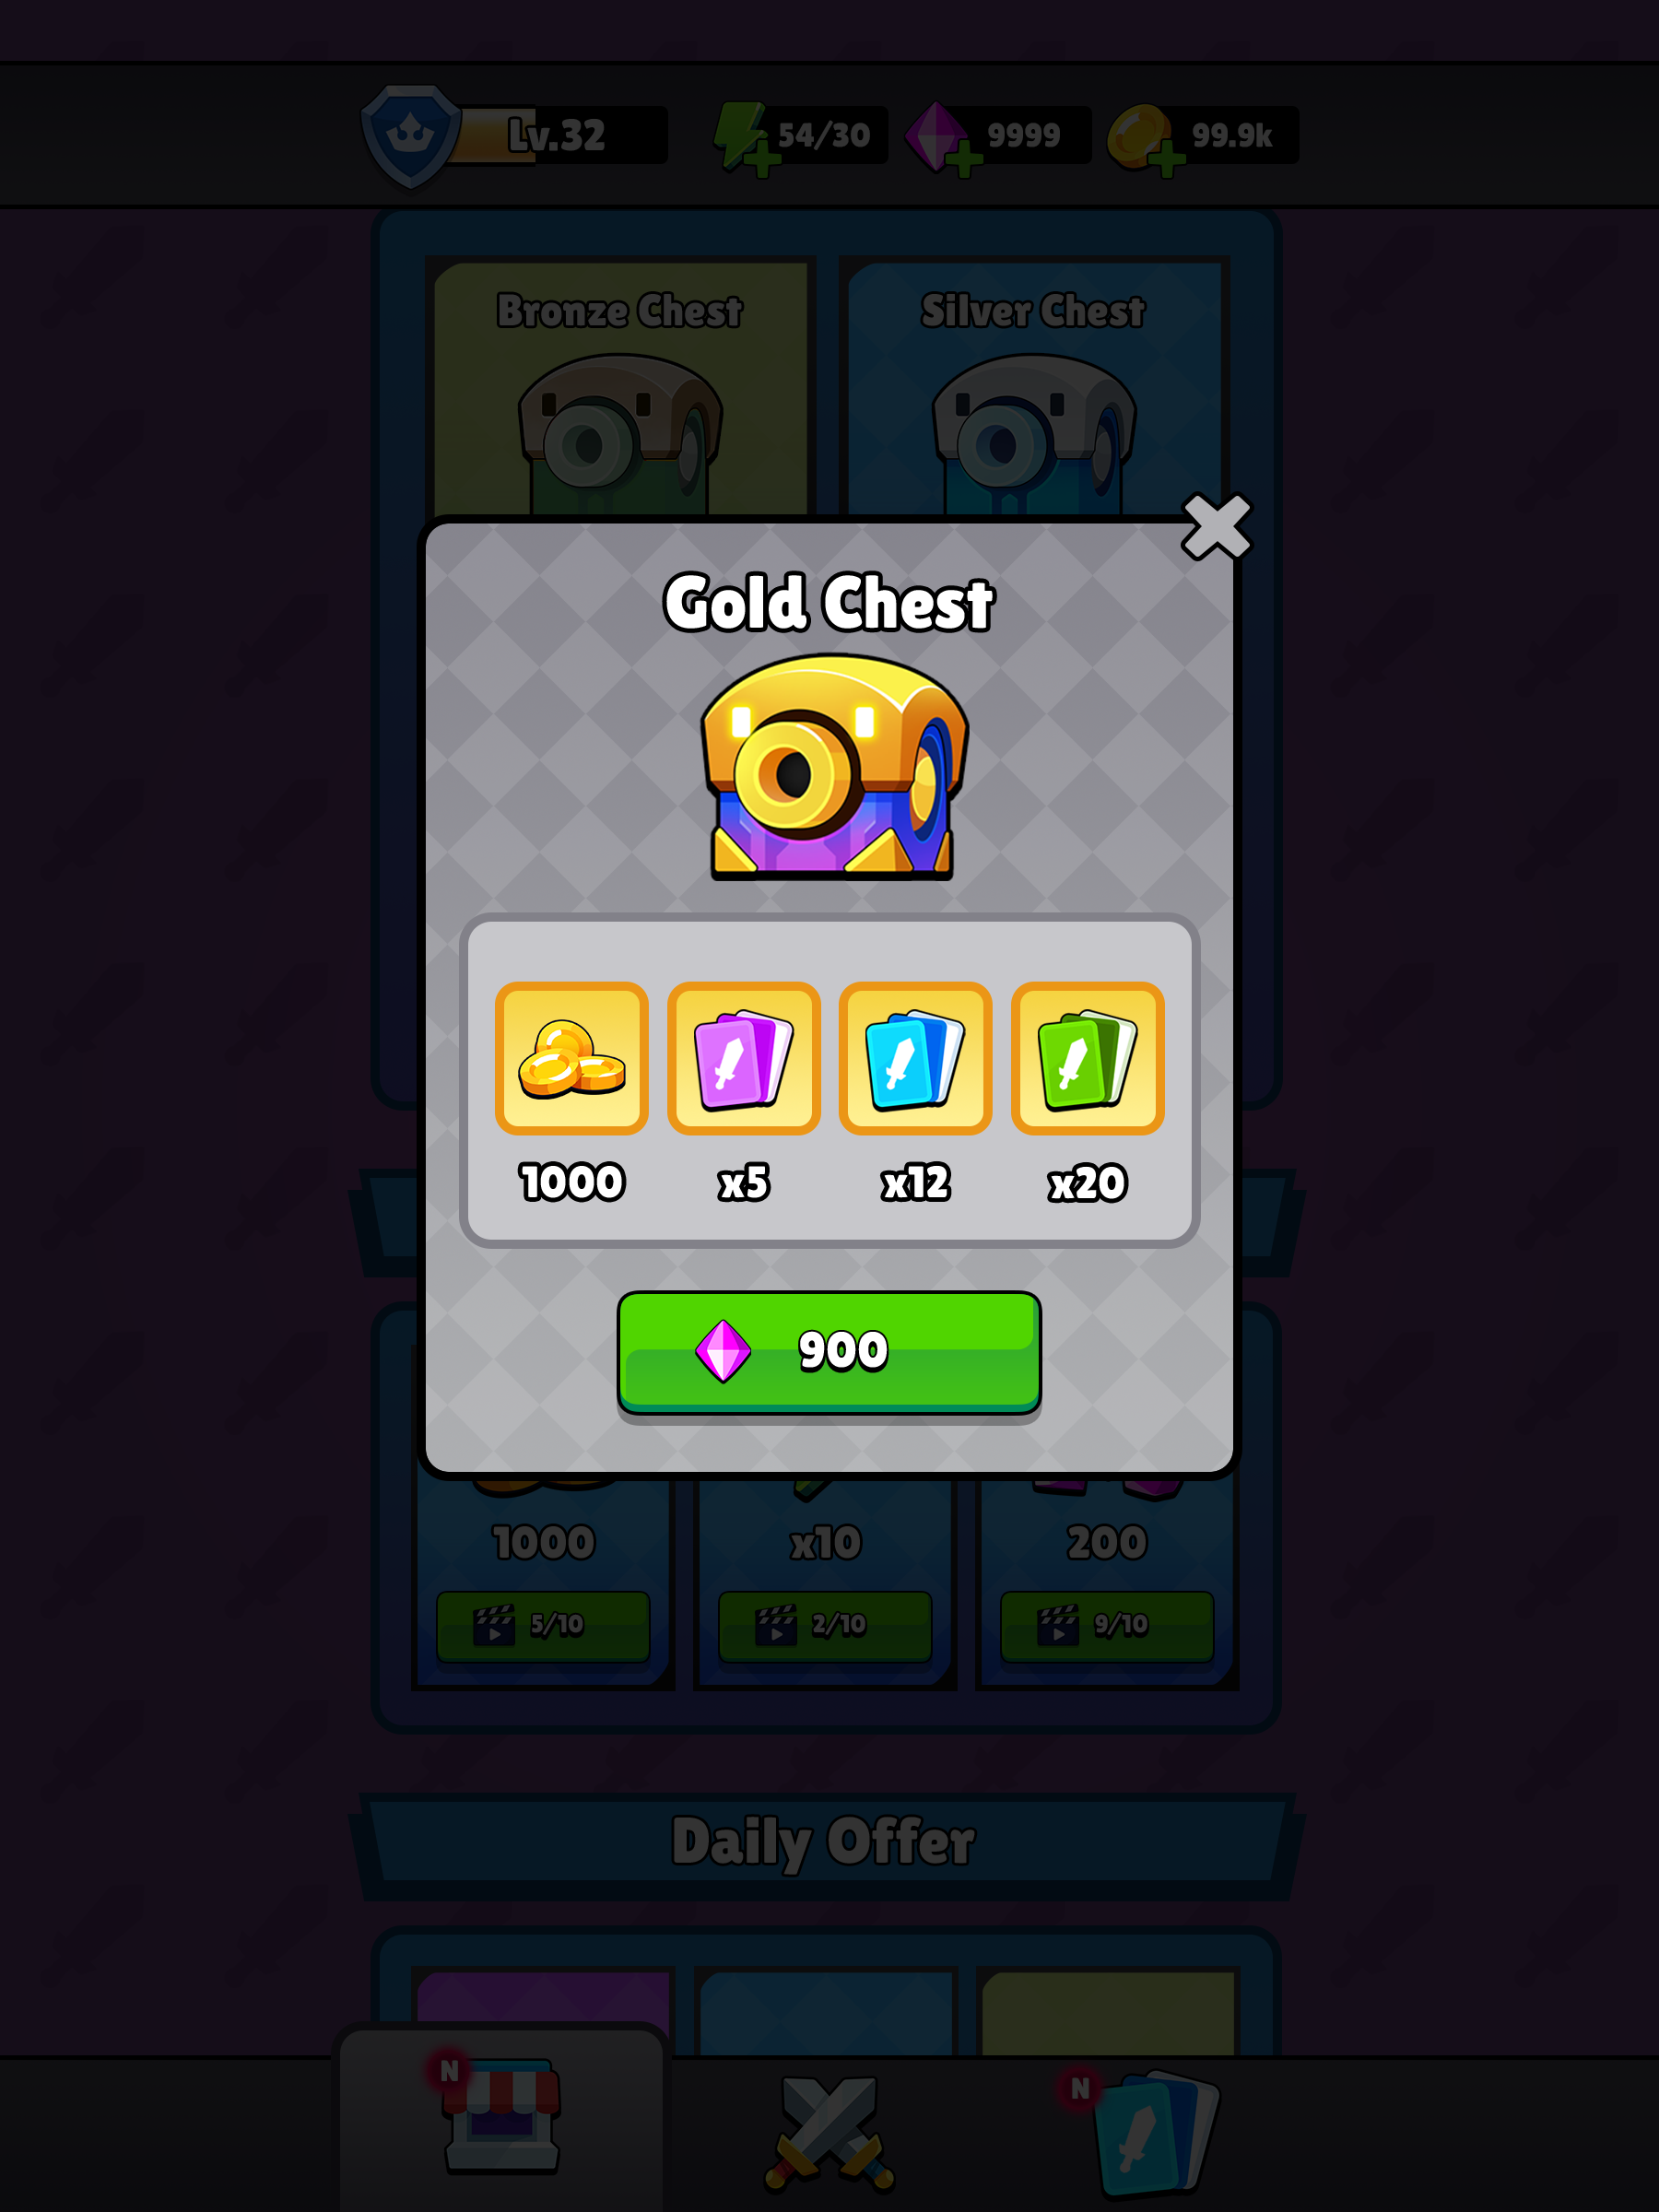 Lv.32
54/30
9999
99.9k
Bronze Chest
Silver Chest
Gold Chest
1000
x5
x12
x20
900
1000
x10
200
5/10
2/10
9/10
Daily Offer
N
N